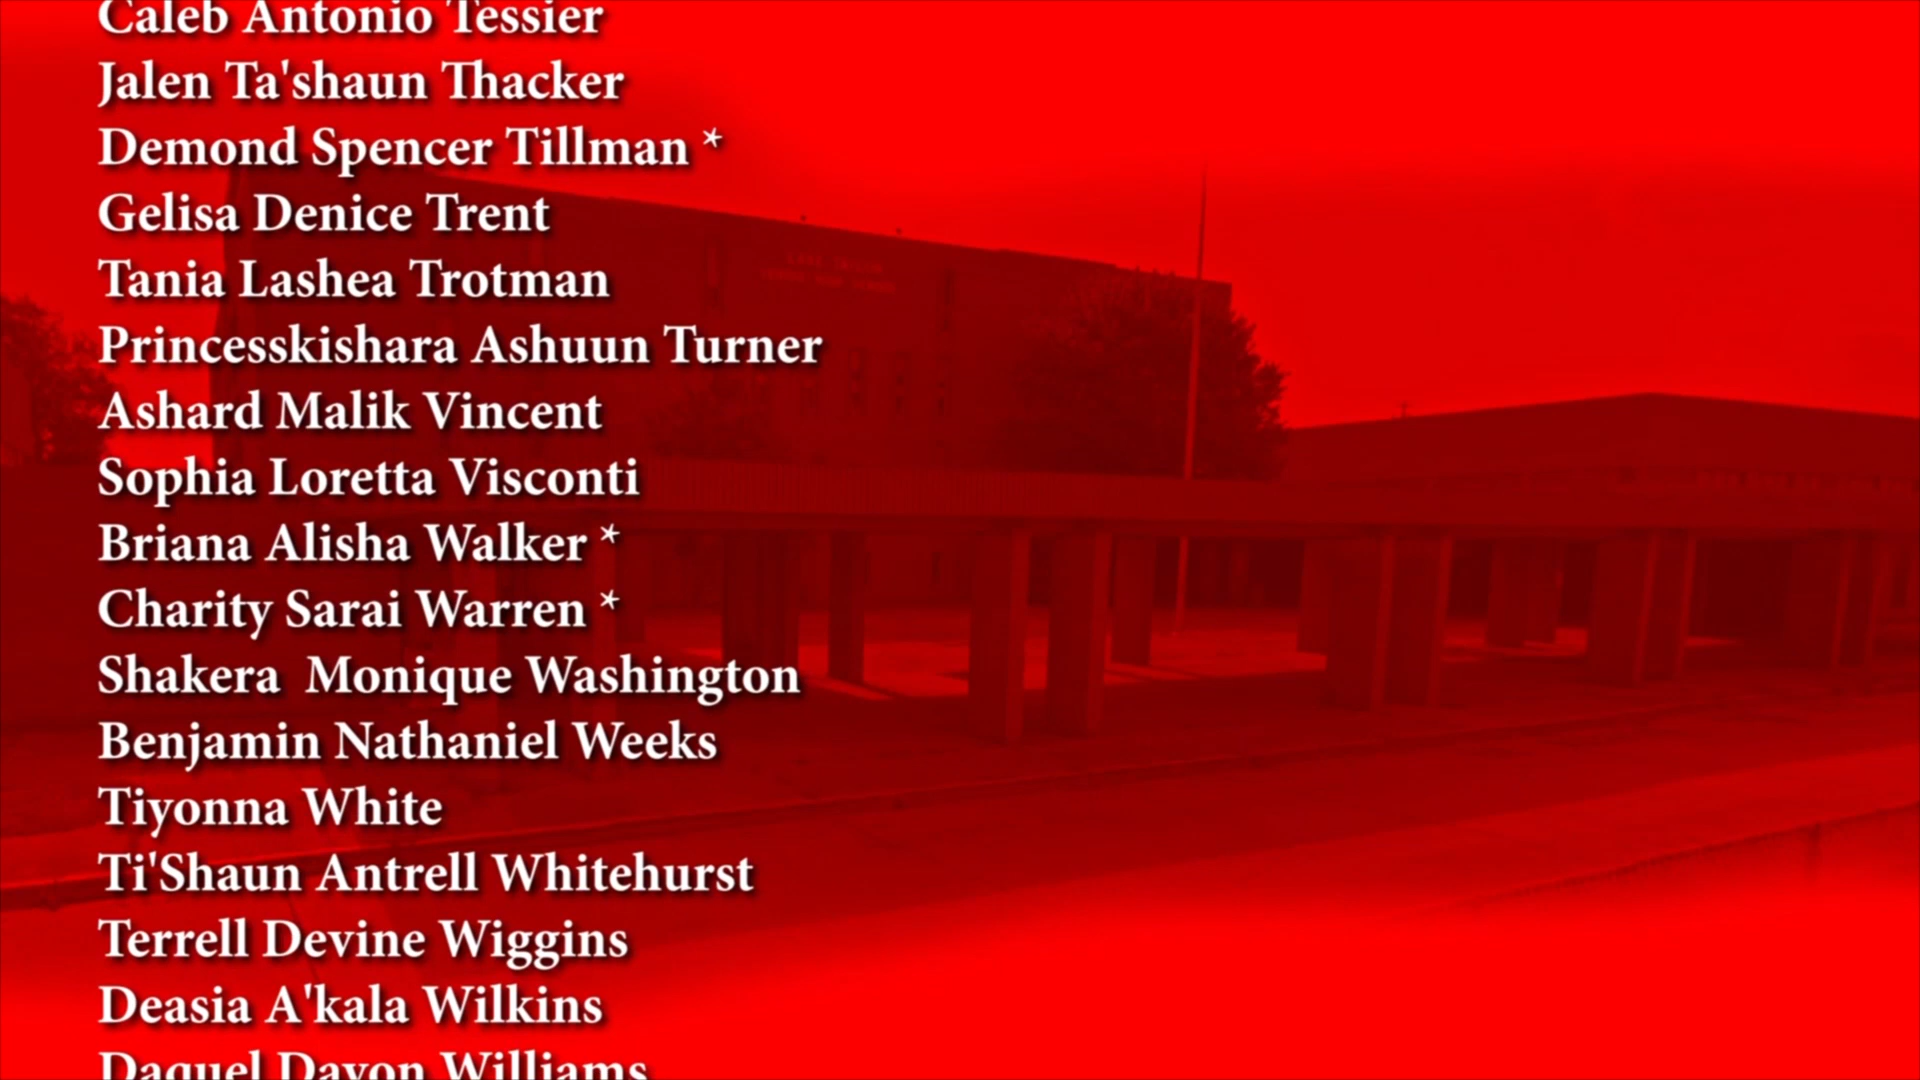 Caleb Antonio Tessier
Jalen Ta'shaun Thacker
Demond Spencer Tillman *
Gelisa Denice Trent
Tania Lashea Trotman
Princesskishara Ashuun Turner
Ashard Malik Vincent
Sophia Loretta Visconti
Briana Alisha Walker *
Charity Sarai Warren *
Shakera  Monique Washington
Benjamin Nathaniel Weeks
Tiyonna White
Ti'Shaun Antrell Whitehurst
Terrell Devine Wiggins
Deasia A'kala Wilkins
Daquel Davon Williams